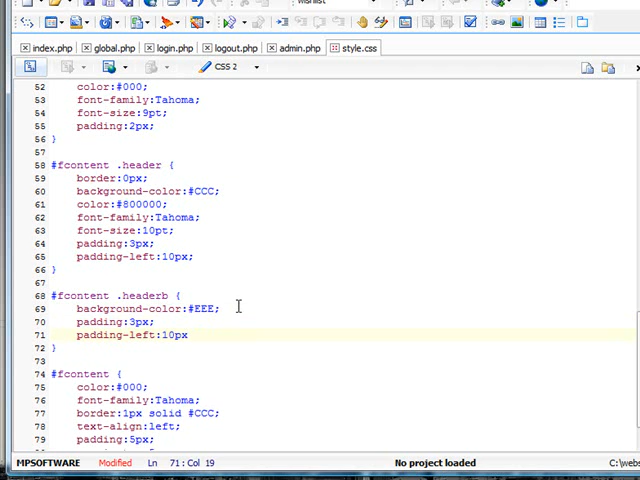 wishlist
index.php global.php login.php logout.php admin.php style.css
CSS 2
52 color:#000;
53 font-family:Tahoma;
54 font-size:9pt;
55 padding:2px;
56 }
57
58 #fcontent .header {
59 border:0px;
60 background-color:#CCC;
61 color:#800000;
62 font-family:Tahoma;
63 font-size:10pt;
64 padding:3px;
65 padding-left:10px;
66 }
67
68 #fcontent .headerb {
69 background-color:#EEE;
70 padding:3px;
71 padding-left:10px
72 }
73
74 #fcontent {
75 color:#000;
76 font-family:Tahoma;
77 border:1px solid #CCC;
78 text-align:left;
79 padding:5px;
MPSOFTWARE Modified Ln 71 : Col 19 No project loaded C:\webs